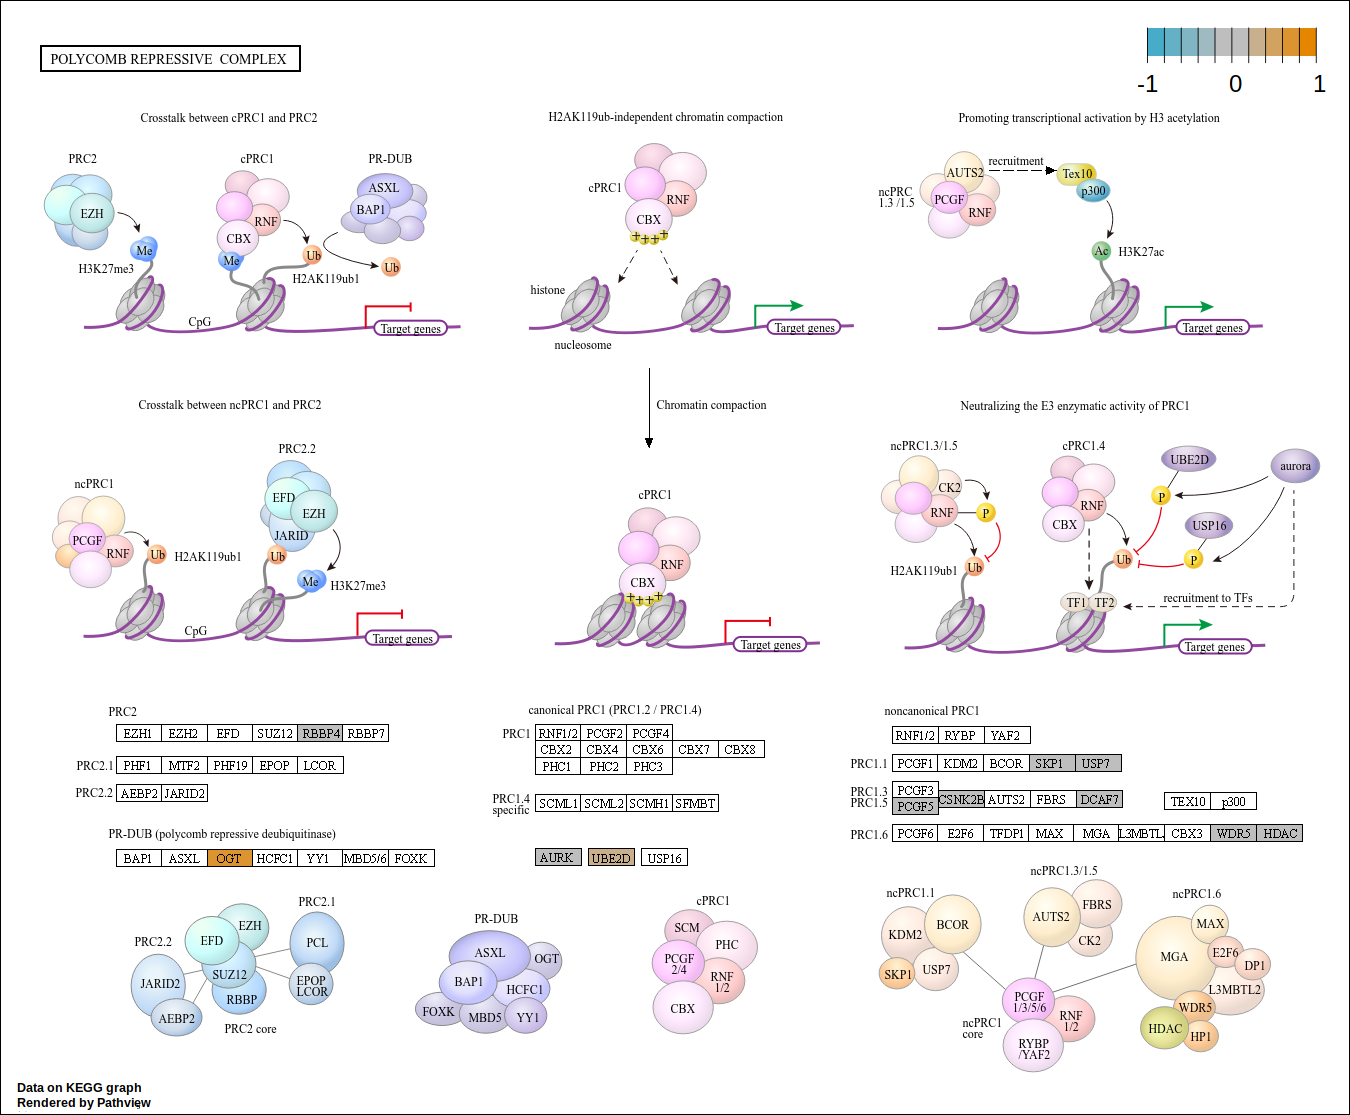 POLYCOMB REPRESSIVE COMPLEX
-1 0 1
Crosstalk between cPRC1 and PRC2
PRC2
cPRC1
PR-DUB
EZH
ASXL
BAP1
RNF
CBX
Me
Me
Ub
Ub
H3K27me3
H2AK119ub1
CpG
Target genes
H2AK119ub-independent chromatin compaction
cPRC1
RNF
CBX
++++
histone
nucleosome
Target genes
Promoting transcriptional activation by H3 acetylation
ncPRC
1.3 /1.5
AUTS2
PCGF
RNF
recruitment
Tex10
p300
Ac
H3K27ac
Target genes
Crosstalk between ncPRC1 and PRC2
ncPRC1
PCGF
RNF
Ub
H2AK119ub1
PRC2.2
EFD
EZH
JARID
Ub
Me
H3K27me3
CpG
Target genes
Chromatin compaction
cPRC1
RNF
CBX
++++
Target genes
Neutralizing the E3 enzymatic activity of PRC1
ncPRC1.3/1.5
CK2
RNF
P
Ub
H2AK119ub1
cPRC1.4
RNF
CBX
UBE2D
P
aurora
USP16
P
Ub
TF1
TF2
recruitment to TFs
Target genes
PRC2
EZH1 EZH2 EFD SUZ12 RBBP4 RBBP7
PRC2.1 PHF1 MTF2 PHF19 EPOP LCOR
PRC2.2 AEBP2 JARID2
PR-DUB (polycomb repressive deubiquitinase)
BAP1 ASXL OGT HCFC1 YY1 MBD5/6 FOXK
canonical PRC1 (PRC1.2 / PRC1.4)
PRC1 RNF1/2 PCGF2 PCGF4
CBX2 CBX4 CBX6 CBX7 CBX8
PHC1 PHC2 PHC3
PRC1.4
specific
SCML1 SCML2 SCMH1 SFMBT
AURK UBE2D USP16
noncanonical PRC1
RNF1/2 RYBP YAF2
PRC1.1 PCGF1 KDM2 BCOR SKP1 USP7
PRC1.3 PCGF3
PRC1.5 PCGF5
CSNK2B AUTS2 FBRS DCAF7
TEX10 p300
PRC1.6 PCGF6 E2F6 TFDP1 MAX MGA L3MBTL CBX3 WDR5 HDAC
PRC2.1
PRC2.2
EZH
EFD
PCL
SUZ12
JARID2
RBBP
EPOP
LCOR
AEBP2
PRC2 core
PR-DUB
ASXL
OGT
BAP1
HCFC1
FOXK
MBD5
YY1
cPRC1
SCM
PHC
PCGF
2/4
RNF
1/2
CBX
ncPRC1.1
KDM2
BCOR
SKP1
USP7
ncPRC1.3/1.5
AUTS2
FBRS
CK2
ncPRC1.6
MAX
MGA
E2F6
DP1
L3MBTL2
WDR5
HDAC
HP1
PCGF
1/3/5/6
RNF
1/2
ncPRC1
core
RYBP
/YAF2
Data on KEGG graph
Rendered by Pathview